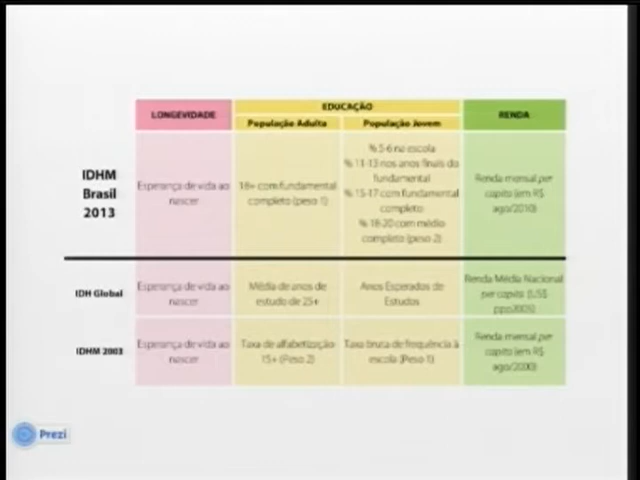 LONGEVIDADE
EDUCAÇÃO
RENDA
População Adulta
População Jovem
IDHM
Brasil
2013
Esperança de vida ao
nascer
18+ com fundamental
completo (peso 1)
% 5-6 na escola
% 11-13 nos anos finais do
fundamental
% 15-17 com fundamental
completo
% 18-20 com médio
completo (peso 2)
Renda mensal per
capita (em R$
ago/2010)
IDH Global
Esperança de vida ao
nascer
Média de anos de
estudo de 25+
Anos Esperados de
Estudos
Renda Média Nacional
per capita (US$
ppp2005)
IDHM 2003
Esperança de vida ao
nascer
Taxa de alfabetização
15+ (Peso 2)
Taxa bruta de frequência à
escola (Peso 1)
Renda mensal per
capita (em R$
ago/2000)
Prezi